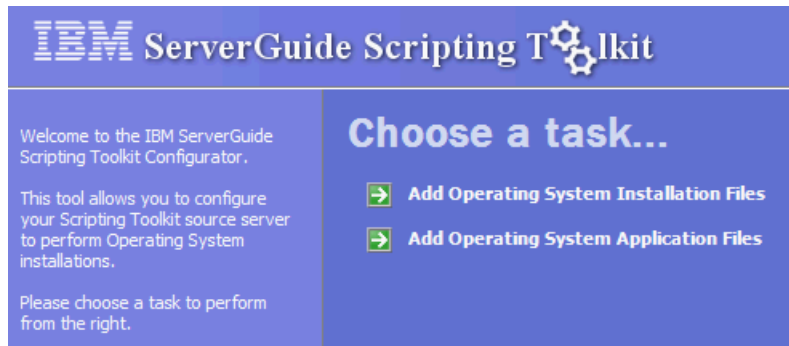 IBM ServerGuide Scripting Toolkit
Welcome to the IBM ServerGuide
Scripting Toolkit Configurator.
This tool allows you to configure
your Scripting Toolkit source server
to perform Operating System
installations.
Please choose a task to perform
from the right.
Choose a task...
Add Operating System Installation Files
Add Operating System Application Files